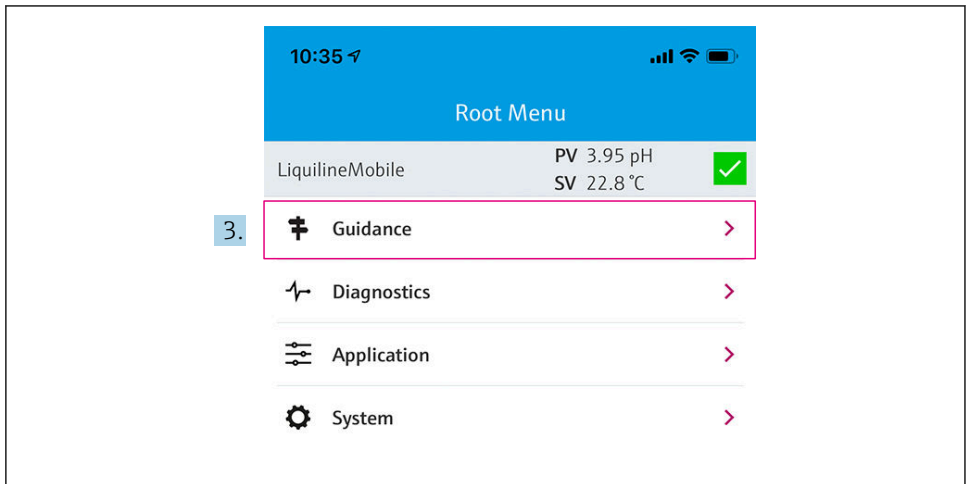 10:35
Root Menu
LiquilineMobile
PV 3.95 pH
SV 22.8 °C
3.
Guidance
Diagnostics
Application
System